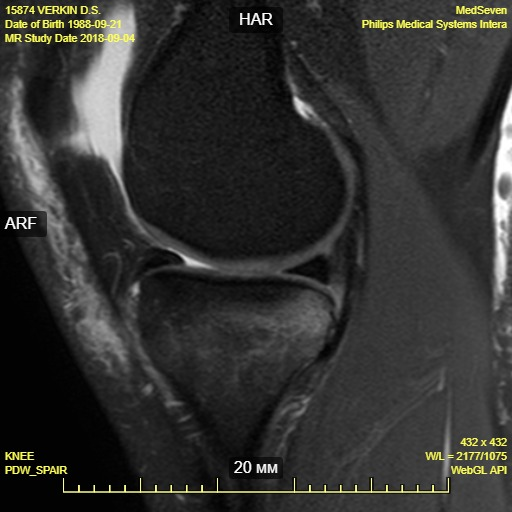 15874 VERKIN D.S.
Date of Birth 1988-09-21
MR Study Date 2018-09-04
HAR
MedSeven
Philips Medical Systems Intera
ARF
KNEE
PDW_SPAIR
20 мм
432 x 432
W/L = 2177/1075
WebGL API